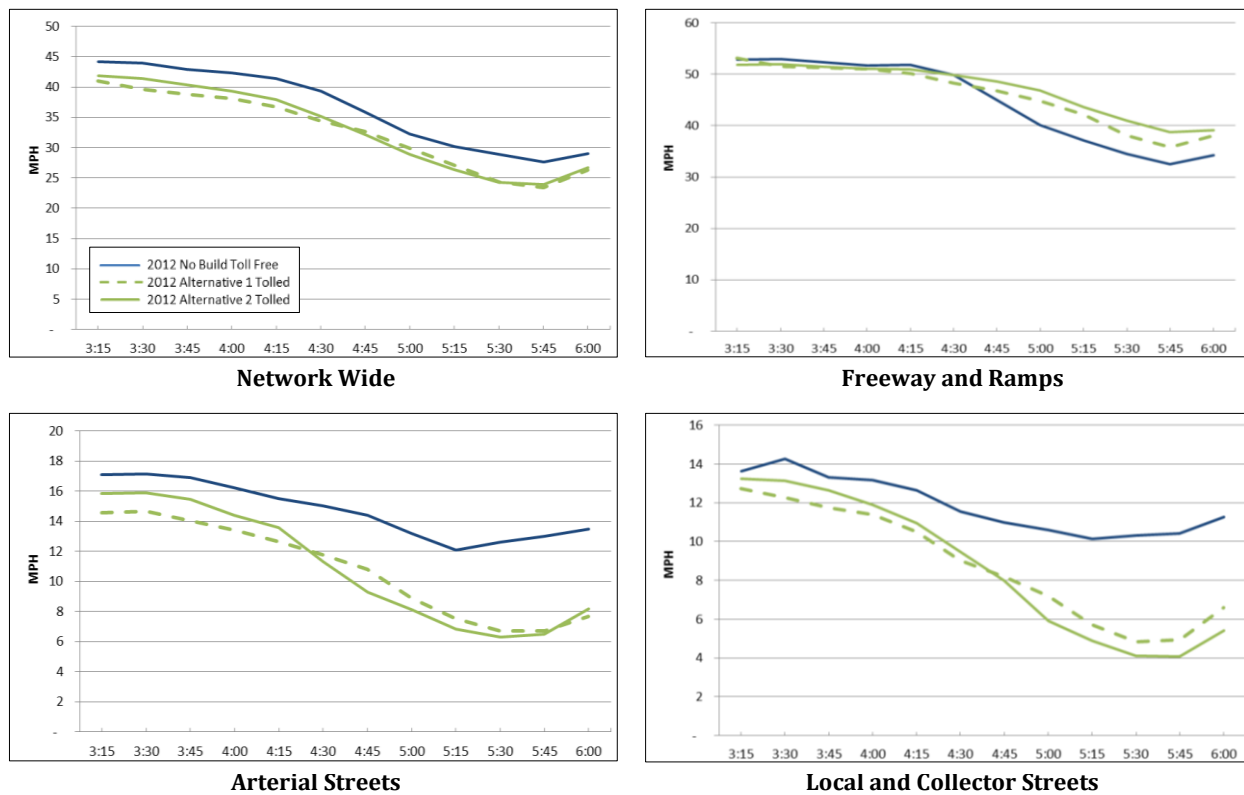 50
45
40
35
30
25
20
15
10
5
-
MPH
2012 No Build Toll Free
2012 Alternative 1 Tolled
2012 Alternative 2 Tolled
3:15 3:30 3:45 4:00 4:15 4:30 4:45 5:00 5:15 5:30 5:45 6:00
Network Wide
60
50
40
30
20
10
-
MPH
3:15 3:30 3:45 4:00 4:15 4:30 4:45 5:00 5:15 5:30 5:45 6:00
Freeway and Ramps
20
18
16
14
12
10
8
6
4
2
-
MPH
3:15 3:30 3:45 4:00 4:15 4:30 4:45 5:00 5:15 5:30 5:45 6:00
Arterial Streets
16
14
12
10
8
6
4
2
-
MPH
3:15 3:30 3:45 4:00 4:15 4:30 4:45 5:00 5:15 5:30 5:45 6:00
Local and Collector Streets